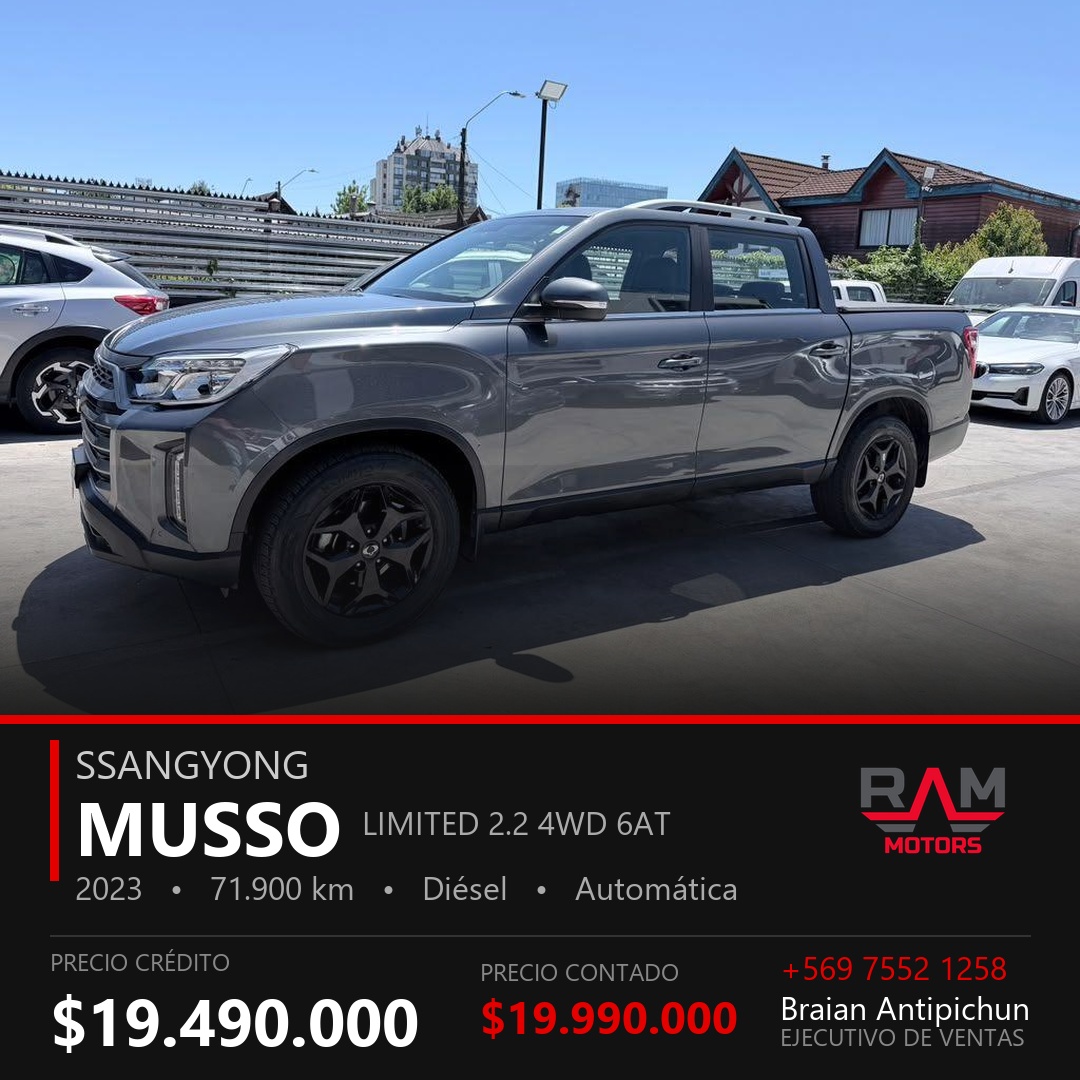 SSANGYONG
MUSSO LIMITED 2.2 4WD 6AT
2023 • 71.900 km • Diésel • Automática
RAM
MOTORS
PRECIO CRÉDITO
$19.490.000
PRECIO CONTADO
$19.990.000
+569 7552 1258
Braian Antipichun
EJECUTIVO DE VENTAS